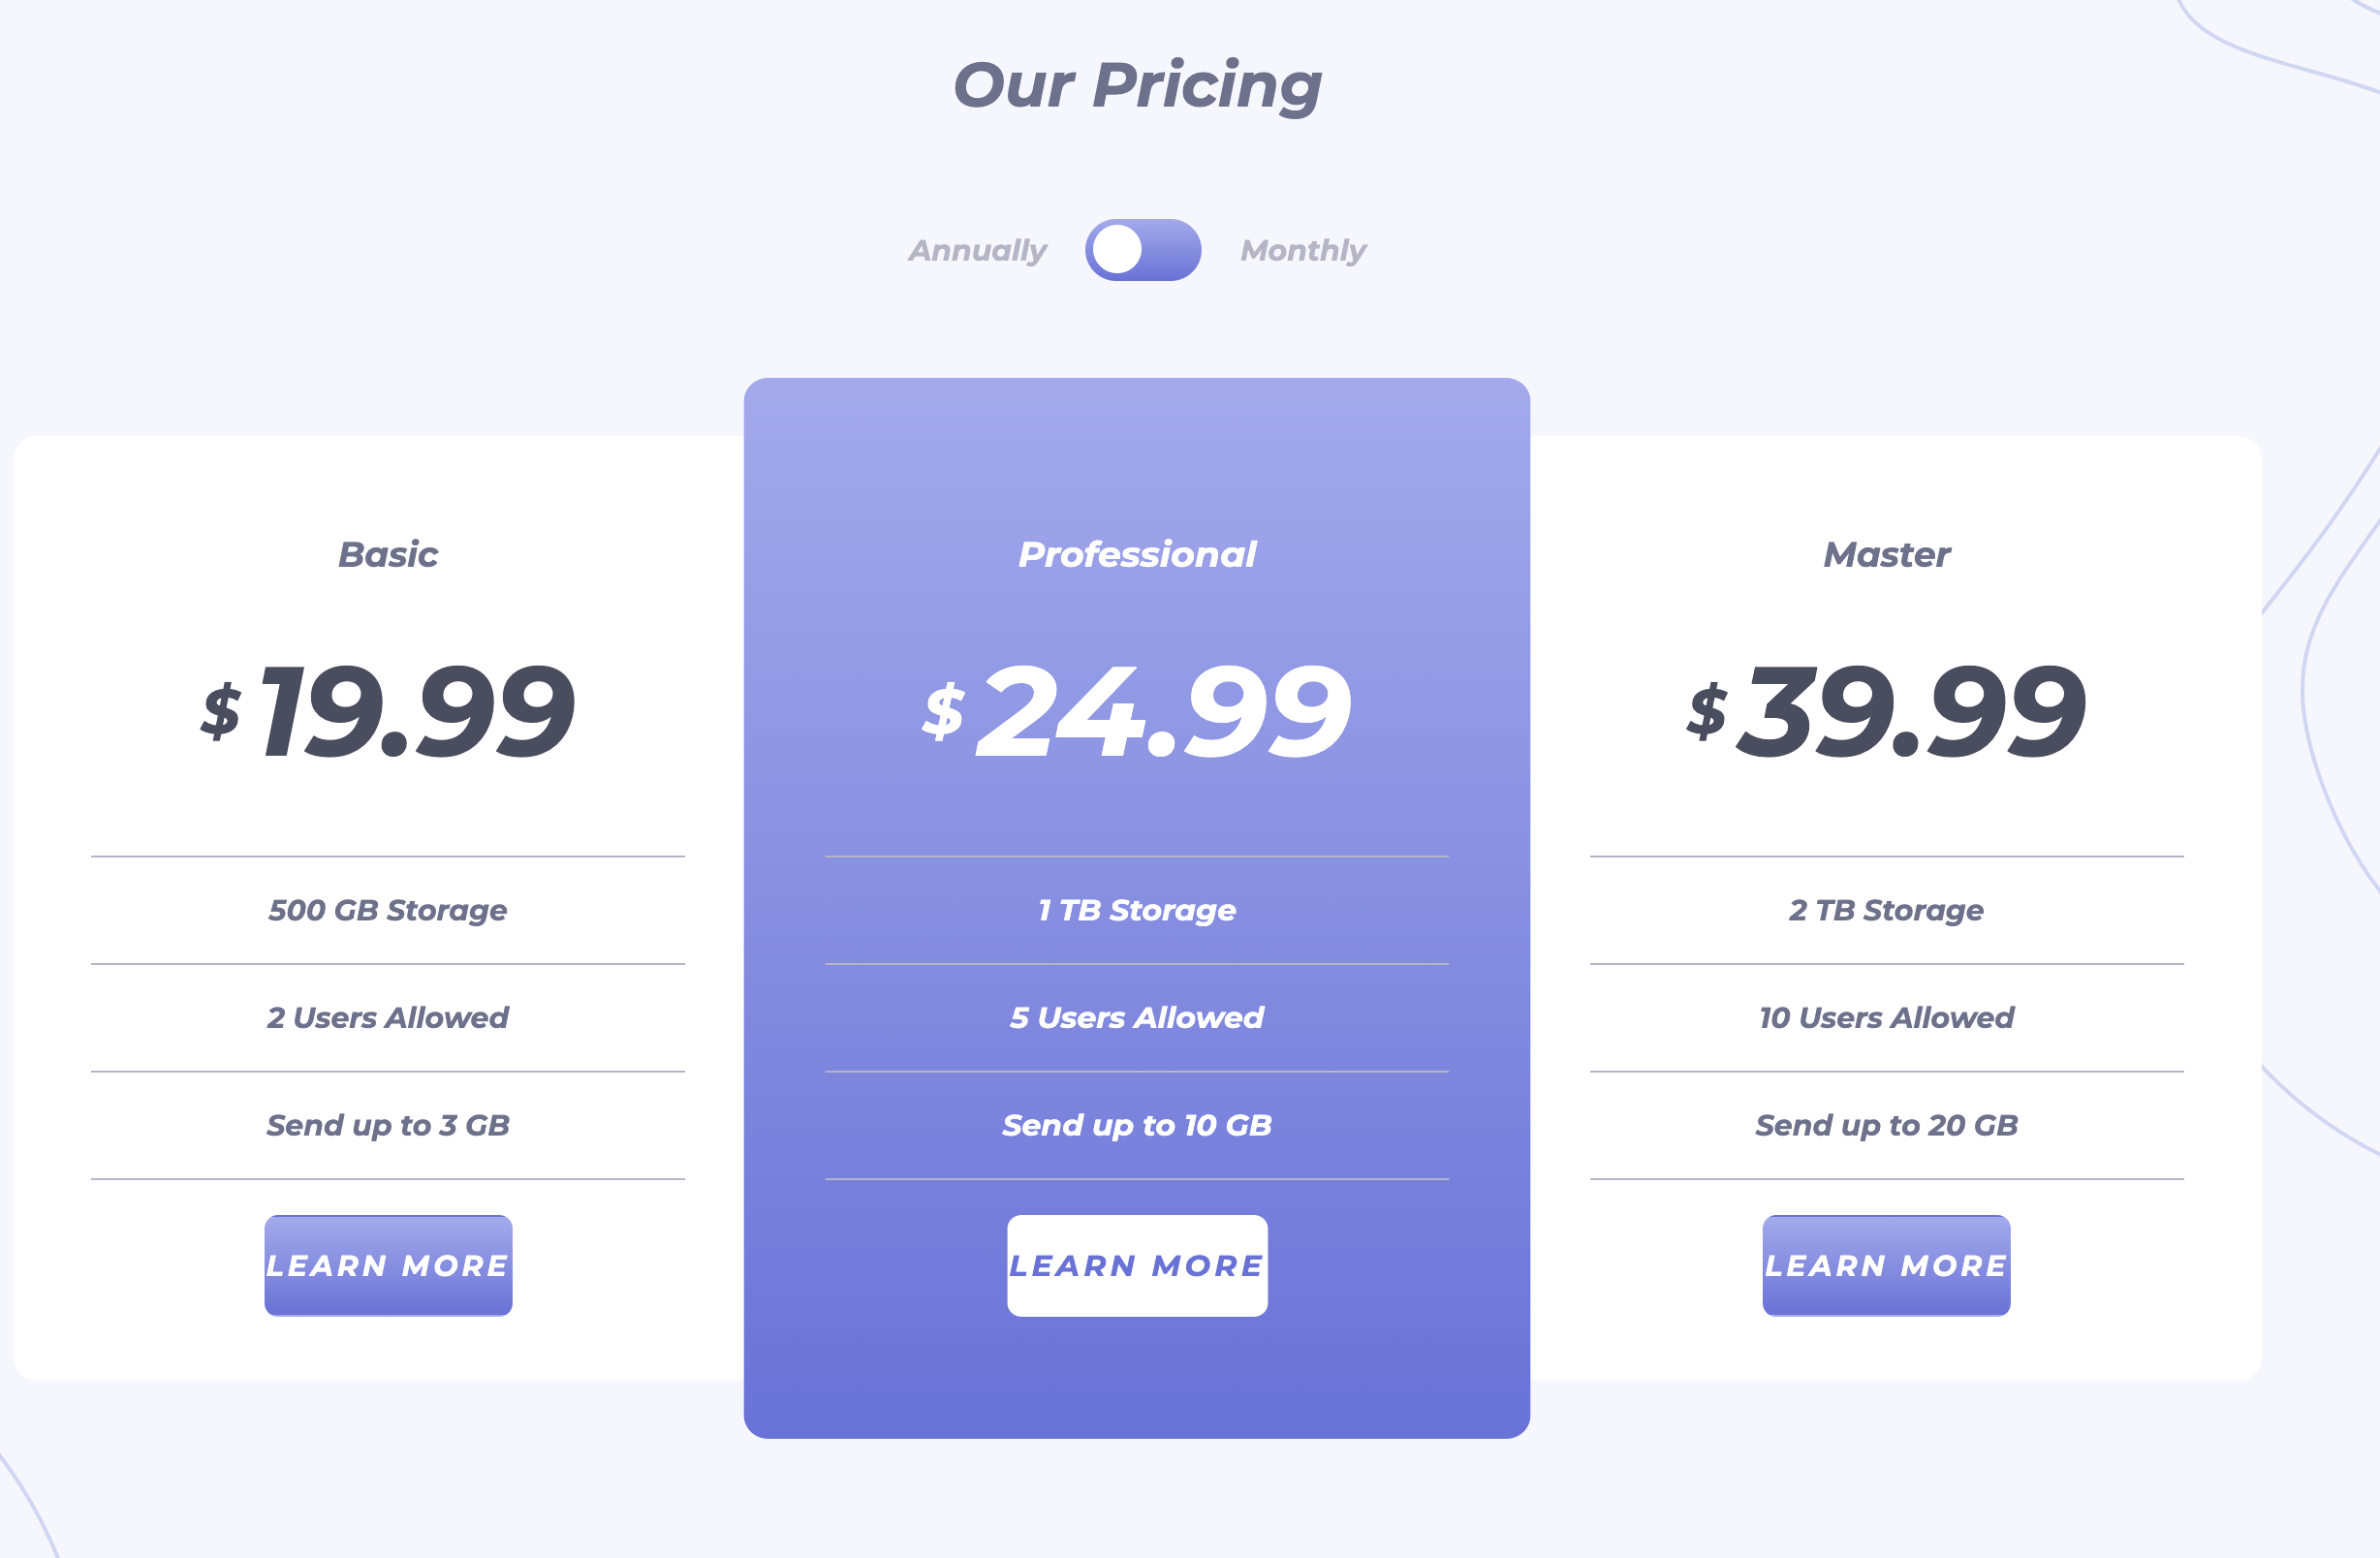 Our Pricing
Annually
Monthly
Basic
$19.99
500 GB Storage
2 Users Allowed
Send up to 3 GB
LEARN MORE
Professional
$24.99
1 TB Storage
5 Users Allowed
Send up to 10 GB
LEARN MORE
Master
$39.99
2 TB Storage
10 Users Allowed
Send up to 20 GB
LEARN MORE